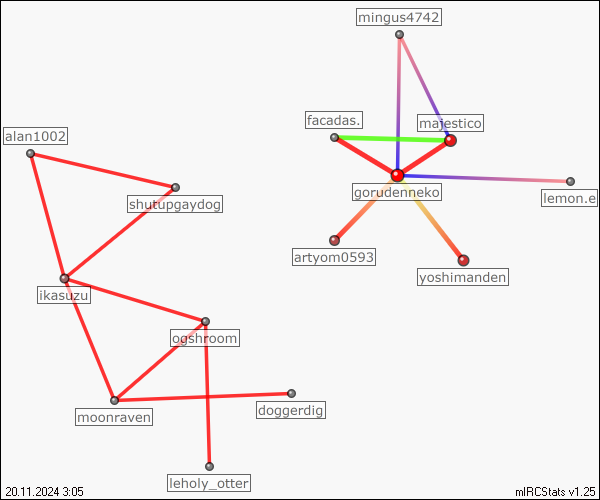 mingus4742
facadas.
majestico
alan1002
gorudenneko
lemon.e
shutupgaydog
artyom0593
yoshimanden
ikasuzu
ogshroom
doggerdig
moonraven
leholy_otter
20.11.2024 3:05
mIRCStats v1.25